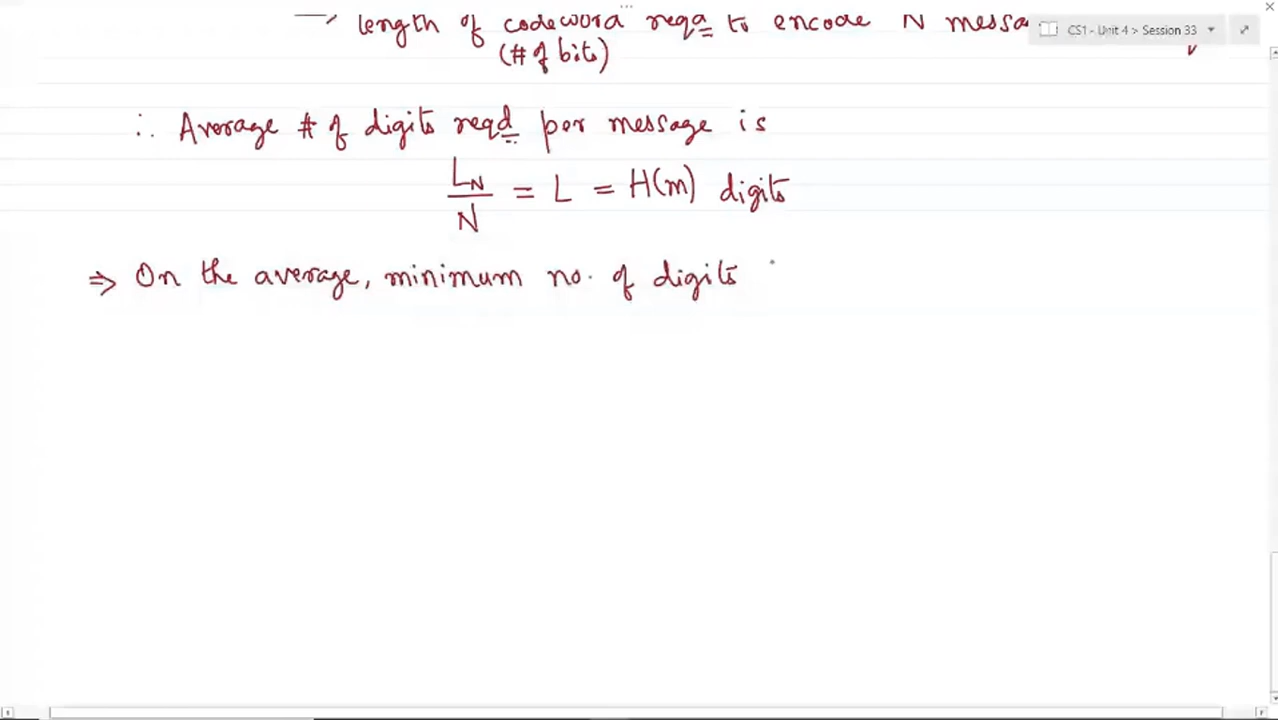 → length of codeword reqd to encode N messa
CS1 - Unit 4 > Session 33
(# of bits)
∴ Average # of digits reqd per message is
L_N / N = L = H(m) digits
⇒ On the average, minimum no. of digits